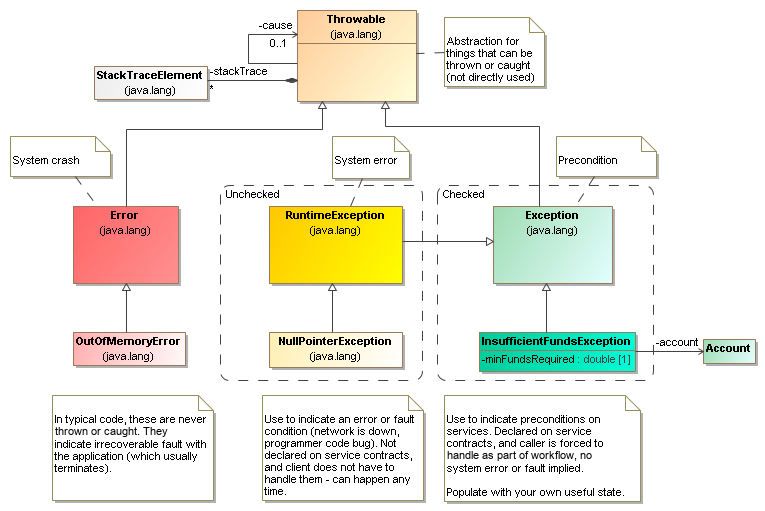 Throwable
(java.lang)
-cause
0..1
Abstraction for
things that can be
thrown or caught
(not directly used)
StackTraceElement
(java.lang)
-stackTrace
*
System crash
System error
Precondition
Unchecked
Checked
Error
(java.lang)
RuntimeException
(java.lang)
Exception
(java.lang)
OutOfMemoryError
(java.lang)
NullPointerException
(java.lang)
InsufficientFundsException
-minFundsRequired : double [1]
-account
Account
In typical code, these are never
thrown or caught. They
indicate irrecoverable fault with
the application (which usually
terminates).
Use to indicate an error or fault
condition (network is down,
programmer code bug). Not
declared on service contracts,
and client does not have to
handle them - can happen any
time.
Use to indicate preconditions on
services. Declared on service
contracts, and caller is forced to
handle as part of workflow, no
system error or fault implied.
Populate with your own useful state.